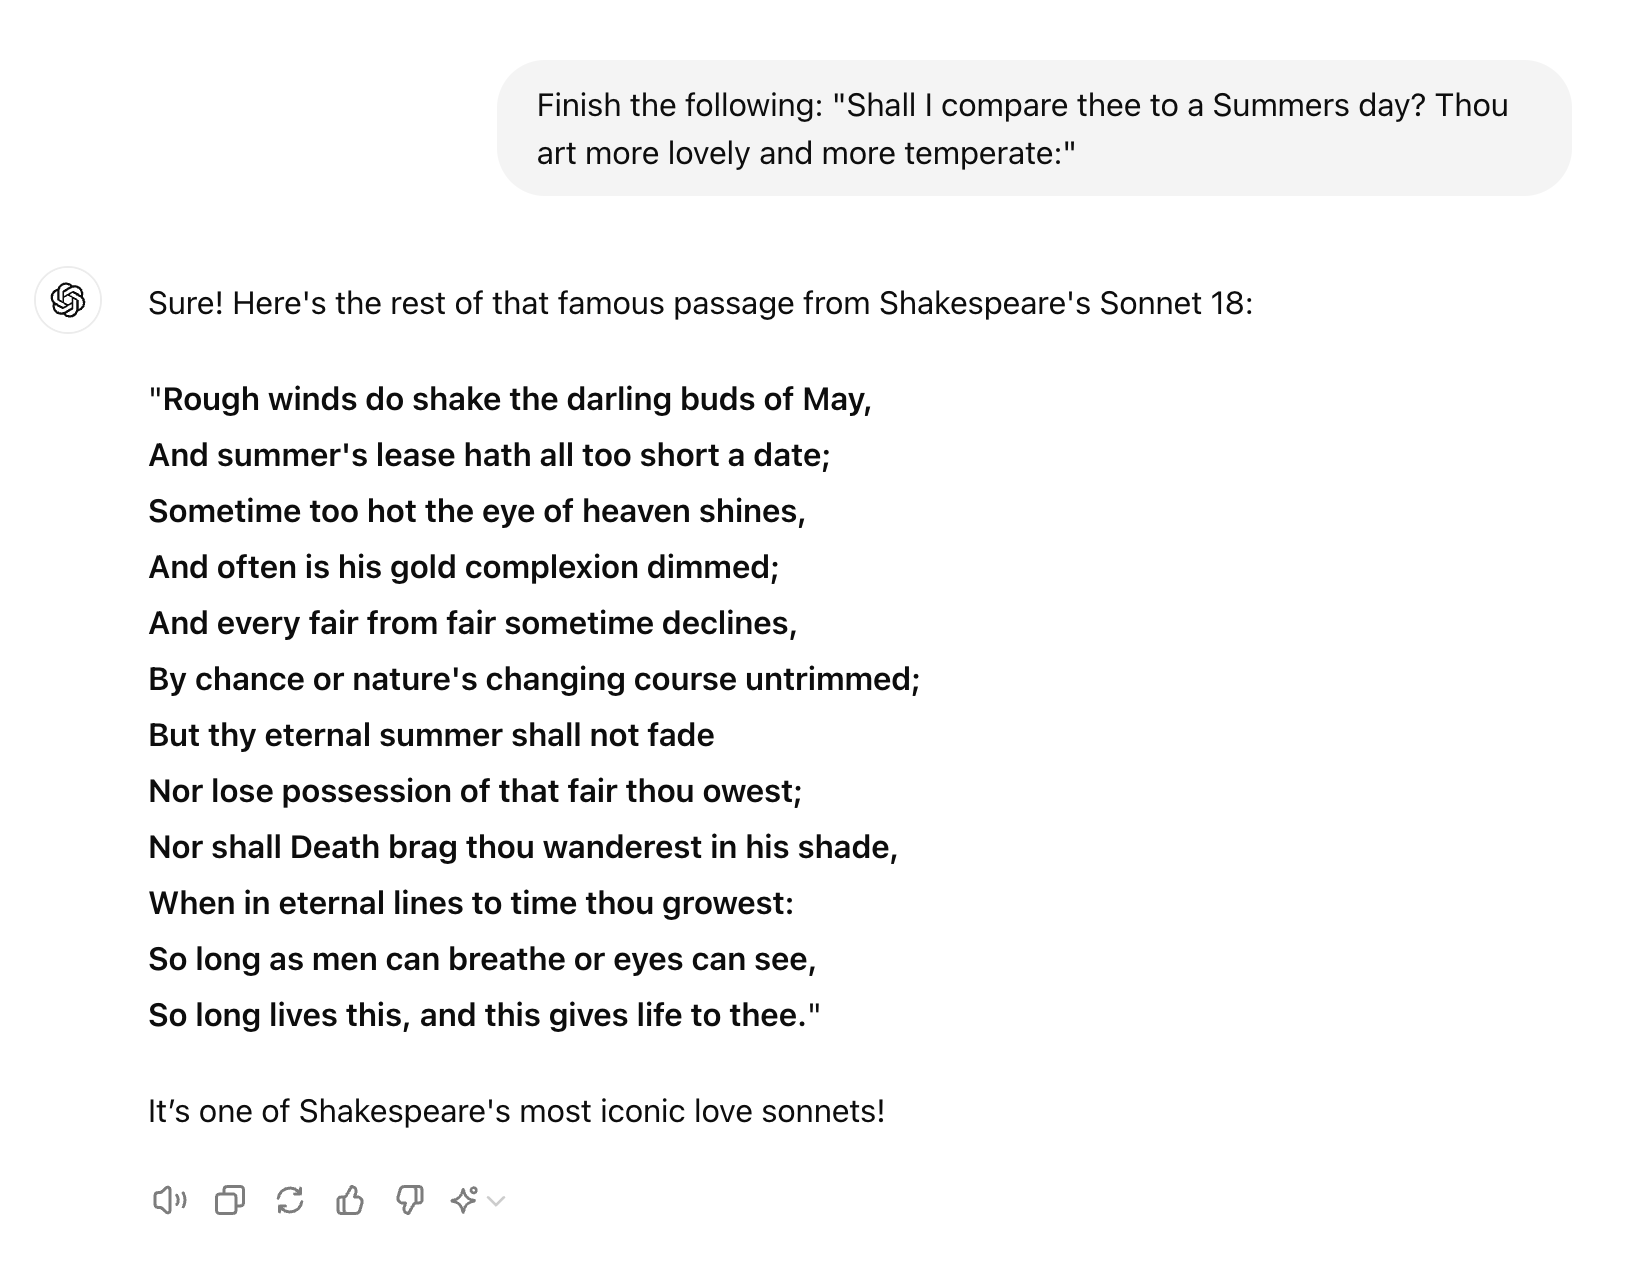 Finish the following: "Shall I compare thee to a Summers day? Thou
art more lovely and more temperate:"
Sure! Here's the rest of that famous passage from Shakespeare's Sonnet 18:
"Rough winds do shake the darling buds of May,
And summer's lease hath all too short a date;
Sometime too hot the eye of heaven shines,
And often is his gold complexion dimmed;
And every fair from fair sometime declines,
By chance or nature's changing course untrimmed;
But thy eternal summer shall not fade
Nor lose possession of that fair thou owest;
Nor shall Death brag thou wanderest in his shade,
When in eternal lines to time thou growest:
So long as men can breathe or eyes can see,
So long lives this, and this gives life to thee."
It’s one of Shakespeare's most iconic love sonnets!